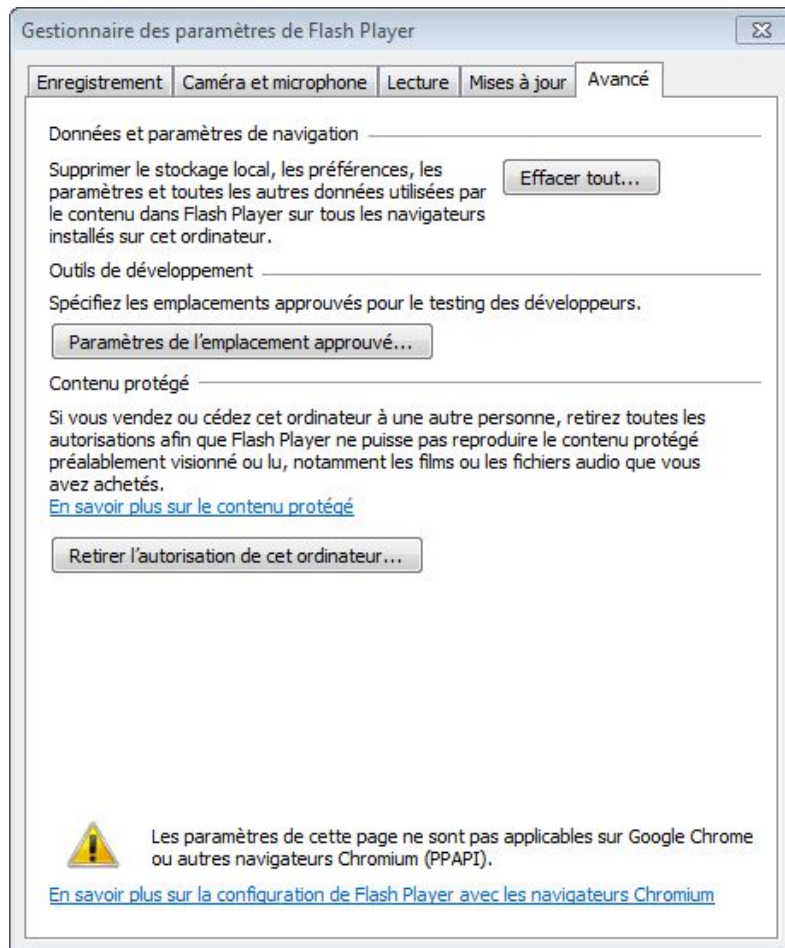 Gestionnaire des paramètres de Flash Player
Enregistrement
Caméra et microphone
Lecture
Mises à jour
Avancé
Données et paramètres de navigation
Supprimer le stockage local, les préférences, les
paramètres et toutes les autres données utilisées par
le contenu dans Flash Player sur tous les navigateurs
installés sur cet ordinateur.
Effacer tout...
Outils de développement
Spécifiez les emplacements approuvés pour le testing des développeurs.
Paramètres de l'emplacement approuvé...
Contenu protégé
Si vous vendez ou cédez cet ordinateur à une autre personne, retirez toutes les
autorisations afin que Flash Player ne puisse pas reproduire le contenu protégé
préalablement visionné ou lu, notamment les films ou les fichiers audio que vous
avez achetés.
En savoir plus sur le contenu protégé
Retirer l'autorisation de cet ordinateur...
Les paramètres de cette page ne sont pas applicables sur Google Chrome
ou autres navigateurs Chromium (PPAPI).
En savoir plus sur la configuration de Flash Player avec les navigateurs Chromium